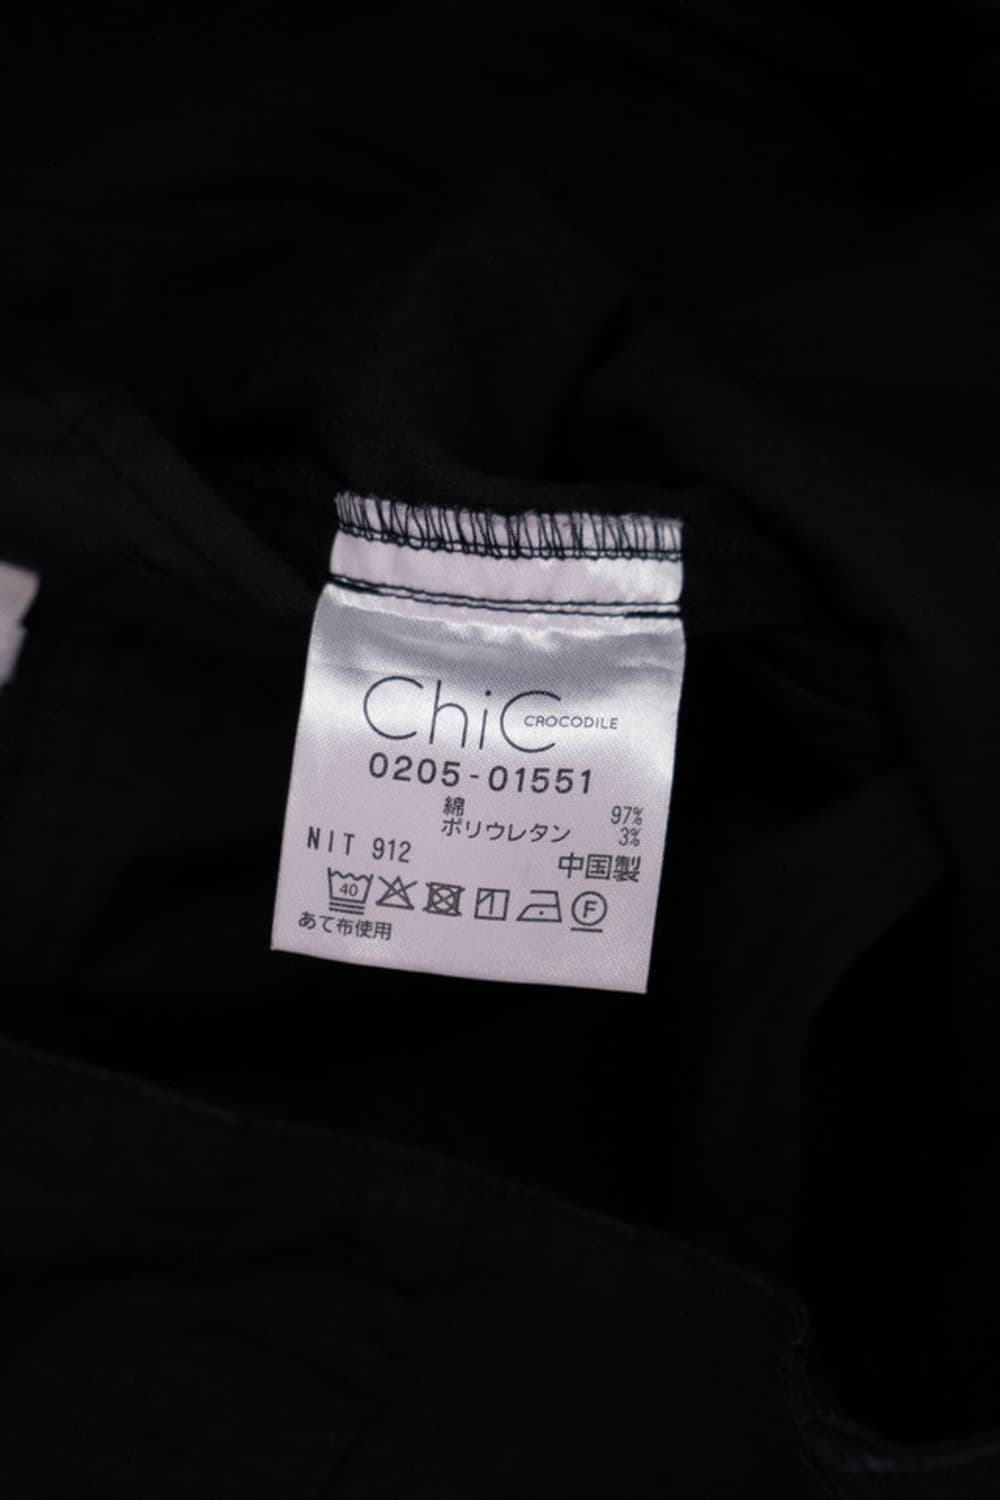 ChiC CROCODILE
0205-01551
綿 97%
ポリウレタン 3%
NIT 912
中国製
40 F
あて布使用